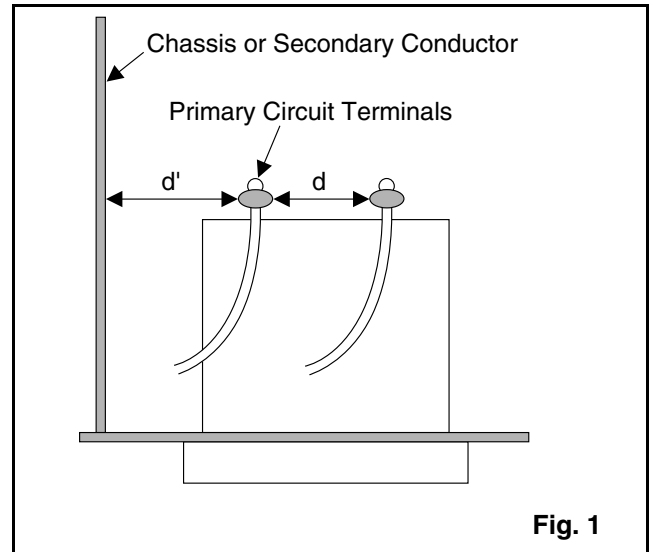 Chassis or Secondary Conductor
Primary Circuit Terminals
d' d
Fig. 1